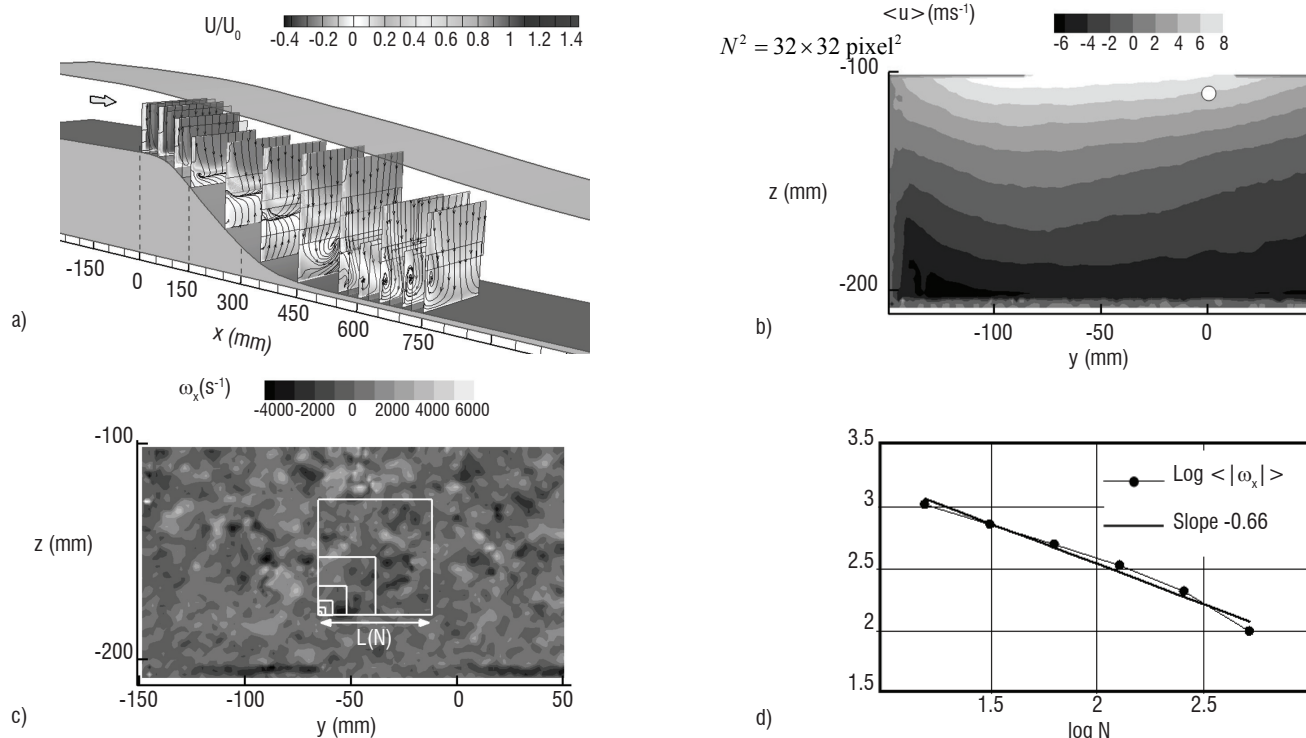 U/U₀
-0.4 -0.2 0 0.2 0.4 0.6 0.8 1 1.2 1.4
-150 0 150 300 450 600 750
x (mm)
a)
<u>(ms⁻¹)
-6 -4 -2 0 2 4 6 8
N² = 32 × 32 pixel²
-100
z (mm)
-200
-100 -50 0
y (mm)
b)
ωₓ(s⁻¹)
-4000 -2000 0 2000 4000 6000
-100
z (mm)
-200
L(N)
-150 -100 -50 0 50
y (mm)
c)
3.5
3
2.5
2
1.5
Log <|ωₓ|>
Slope -0.66
1.5 2 2.5
log N
d)